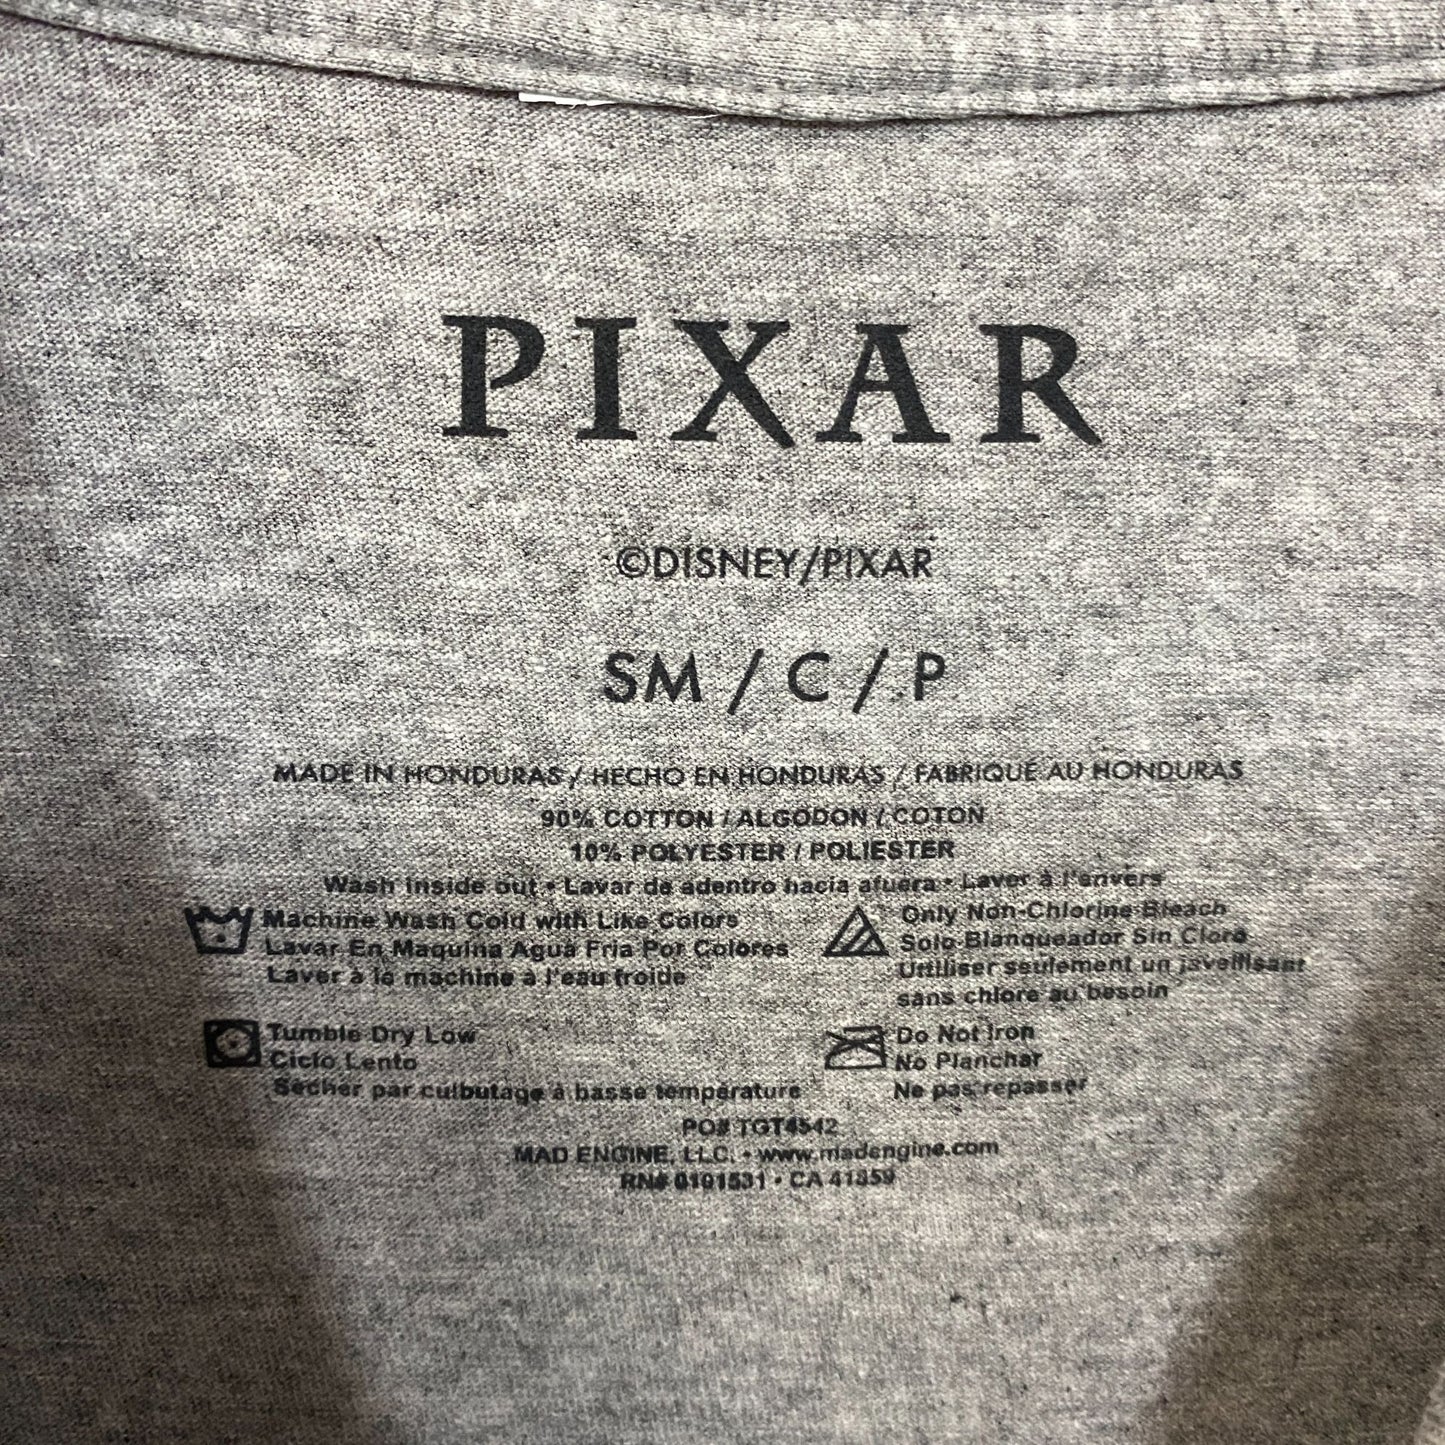 PIXAR
©DISNEY/PIXAR
SM / C / P
MADE IN HONDURAS / HECHO EN HONDURAS / FABRIQUÉ AU HONDURAS
90% COTTON / ALGODON / COTON
10% POLYESTER / POLIESTER
Wash inside out • Lavar de adentro hacia afuera • Laver à l'envers
Machine Wash Cold with Like Colors
Lavar En Maquina Agua Fria Por Colores
Laver à la machine à l'eau froide
Only Non-Chlorine Bleach
Solo Blanqueador Sin Cloro
Utiliser seulement un javellisant
sans chlore au besoin
Tumble Dry Low
Ciclo Lento
Sécher par culbutage à basse température
Do Not Iron
No Planchar
Ne pas repasser
PO# TGT4542
MAD ENGINE, LLC. • www.madengine.com
RN# 0101531 • CA 41859